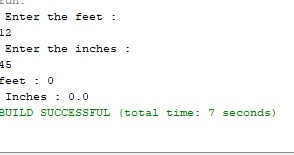 run:
Enter the feet :
12
Enter the inches :
45
feet : 0
Inches : 0.0
BUILD SUCCESSFUL (total time: 7 seconds)